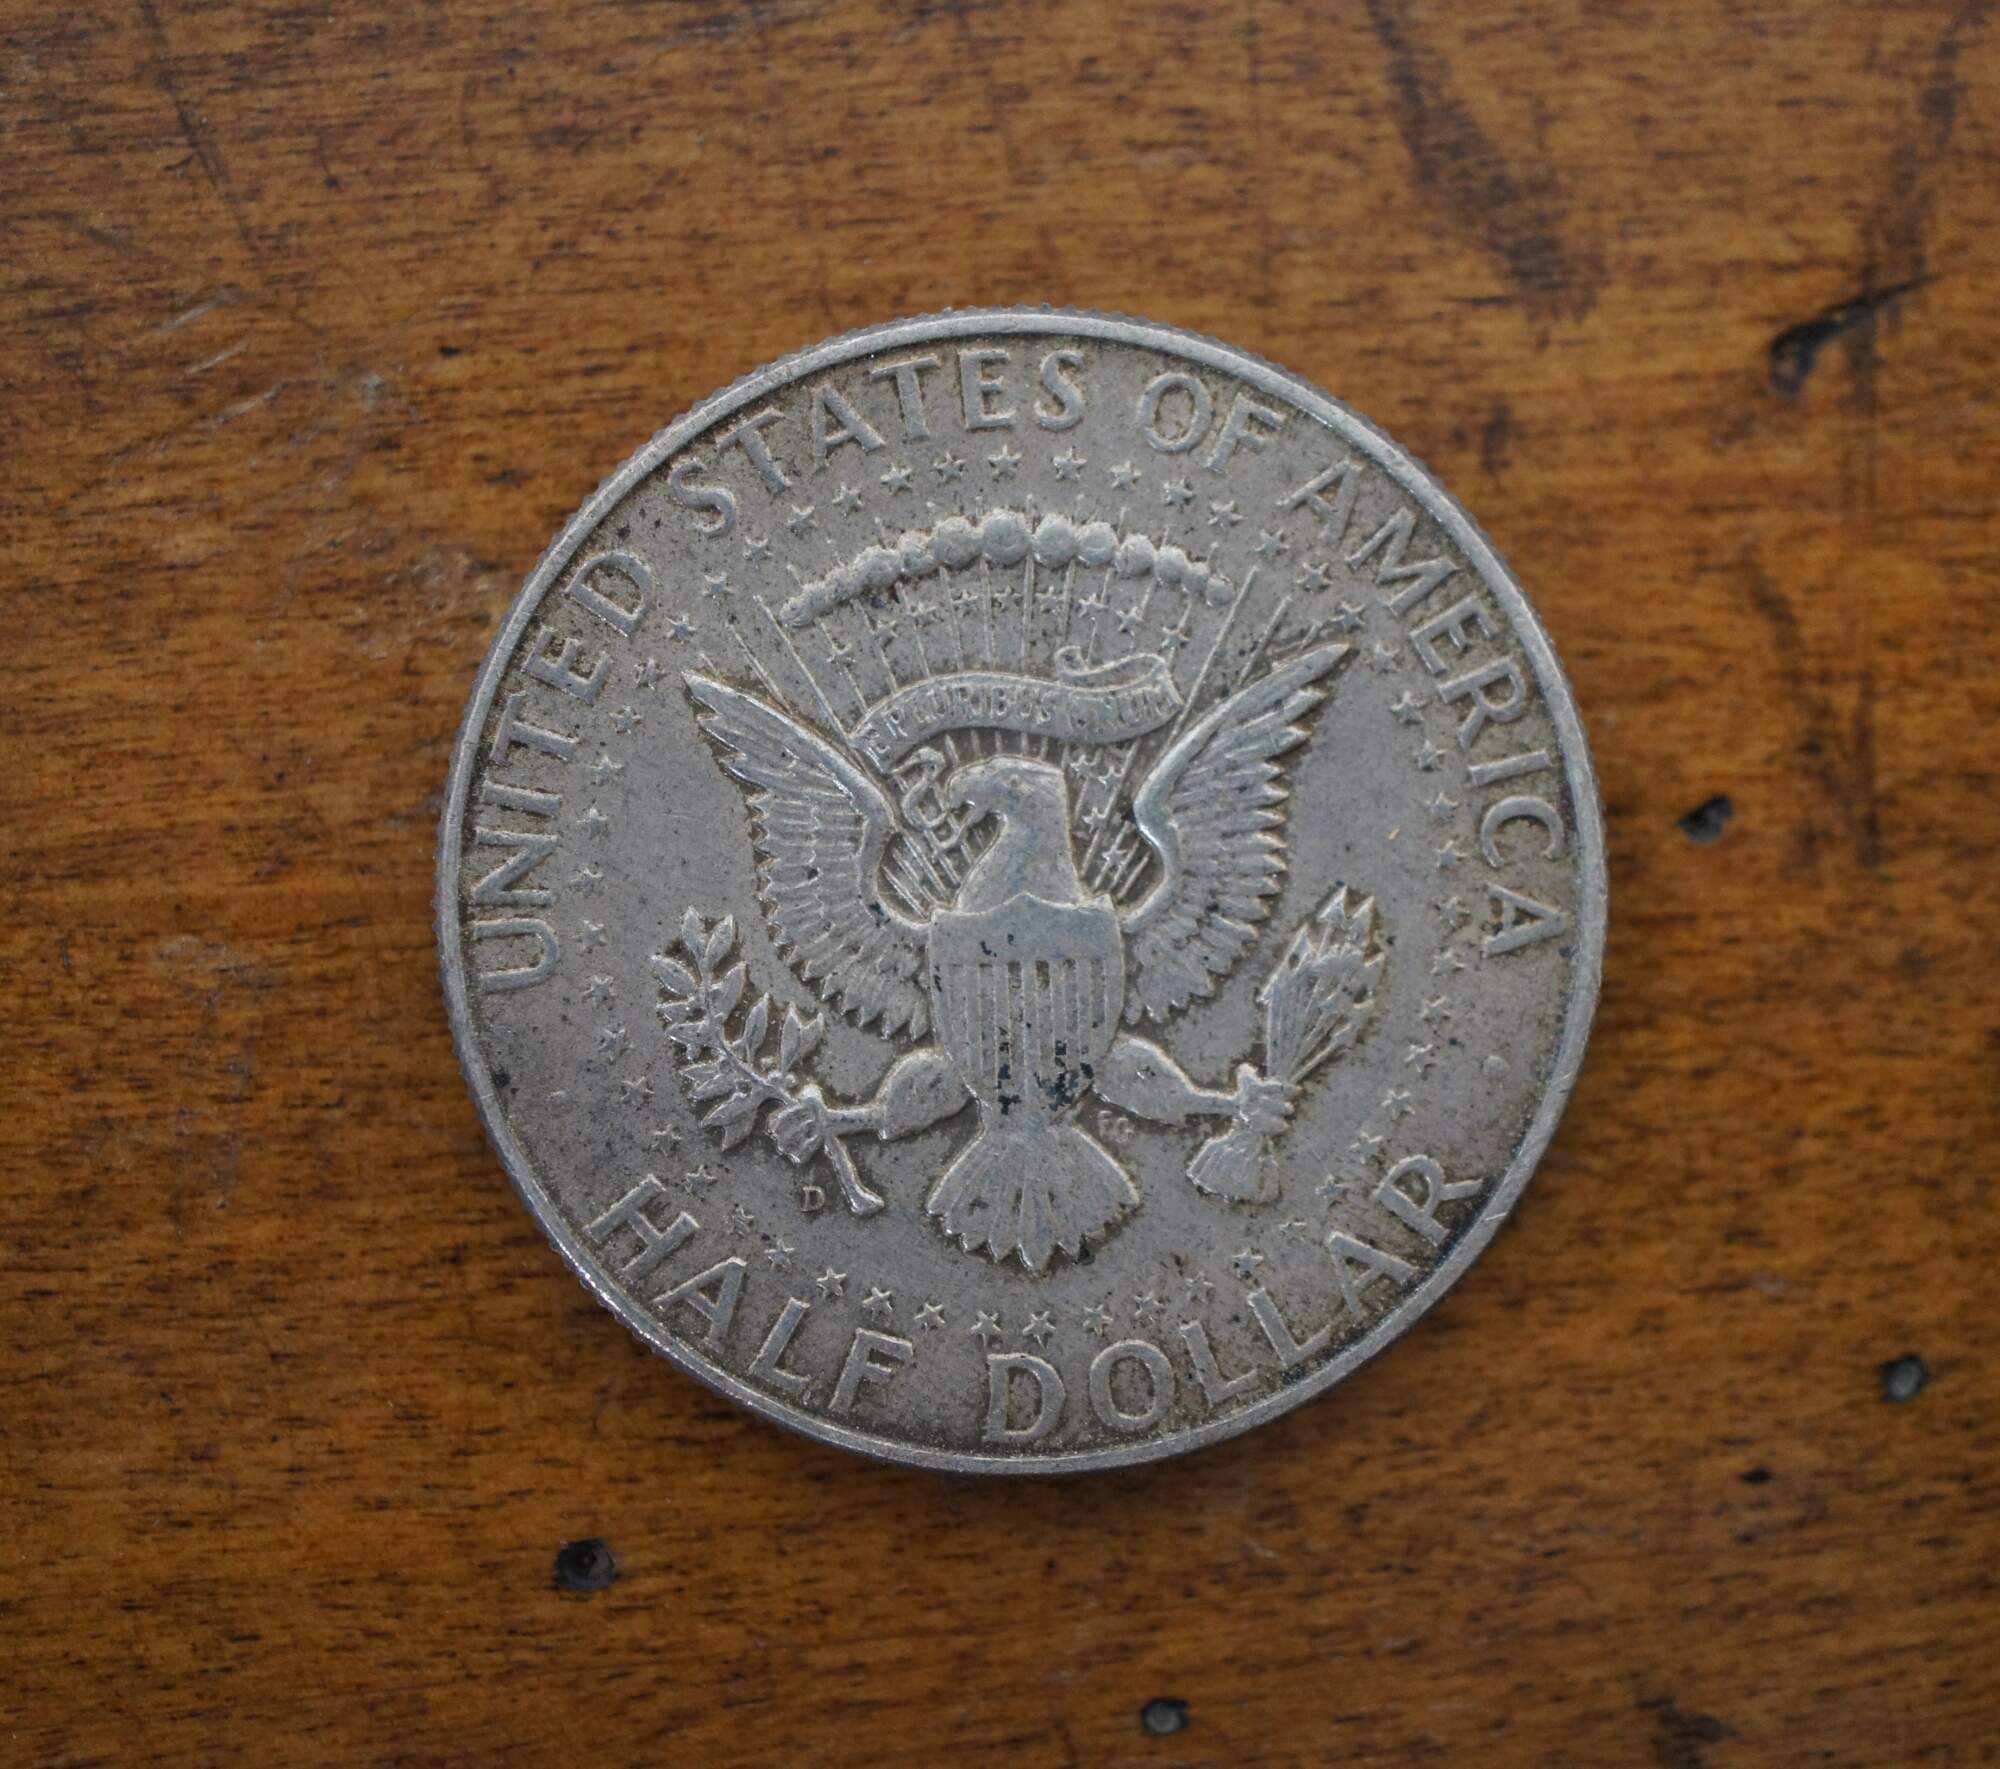 UNITED STATES OF AMERICA
E PLURIBUS UNUM
D
FG
HALF DOLLAR